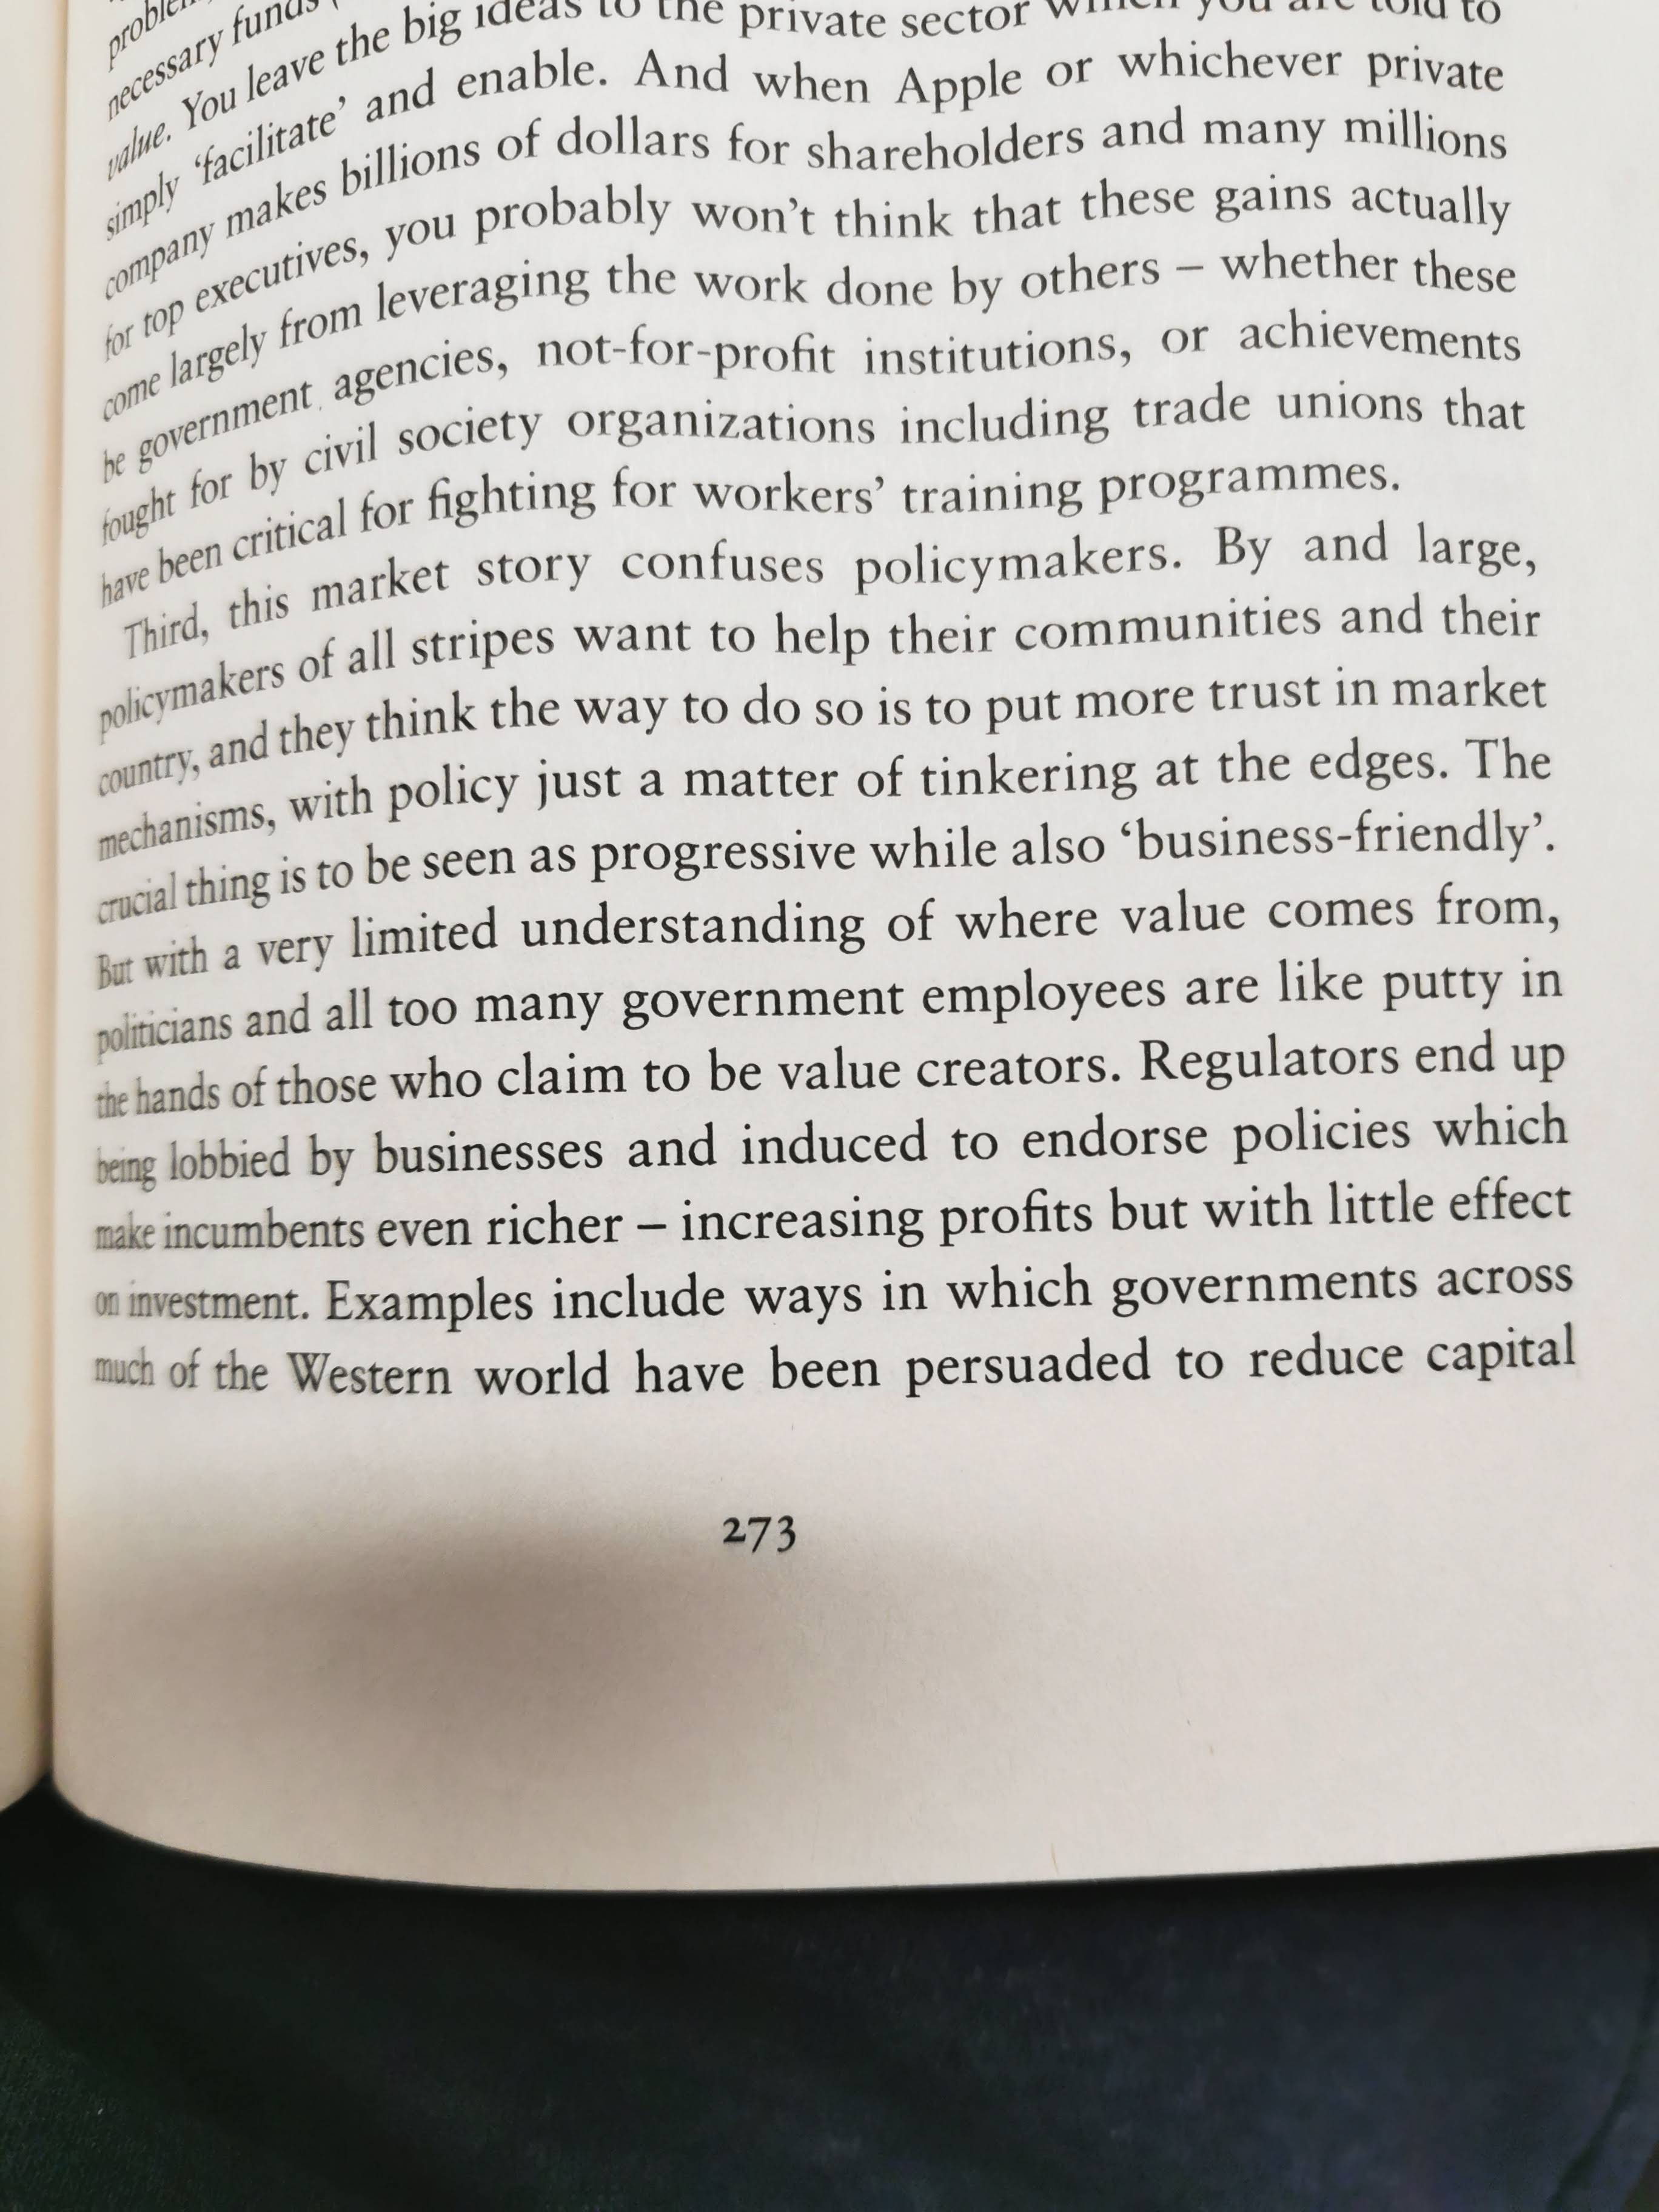 necessary funds
value. You leave the big ideas to the private sector which you are told to
simply ‘facilitate’ and enable. And when Apple or whichever private
company makes billions of dollars for shareholders and many millions
for top executives, you probably won’t think that these gains actually
come largely from leveraging the work done by others – whether these
be government agencies, not-for-profit institutions, or achievements
fought for by civil society organizations including trade unions that
have been critical for fighting for workers’ training programmes.
Third, this market story confuses policymakers. By and large,
policymakers of all stripes want to help their communities and their
country, and they think the way to do so is to put more trust in market
mechanisms, with policy just a matter of tinkering at the edges. The
crucial thing is to be seen as progressive while also ‘business-friendly’.
But with a very limited understanding of where value comes from,
politicians and all too many government employees are like putty in
the hands of those who claim to be value creators. Regulators end up
being lobbied by businesses and induced to endorse policies which
make incumbents even richer – increasing profits but with little effect
on investment. Examples include ways in which governments across
much of the Western world have been persuaded to reduce capital
273